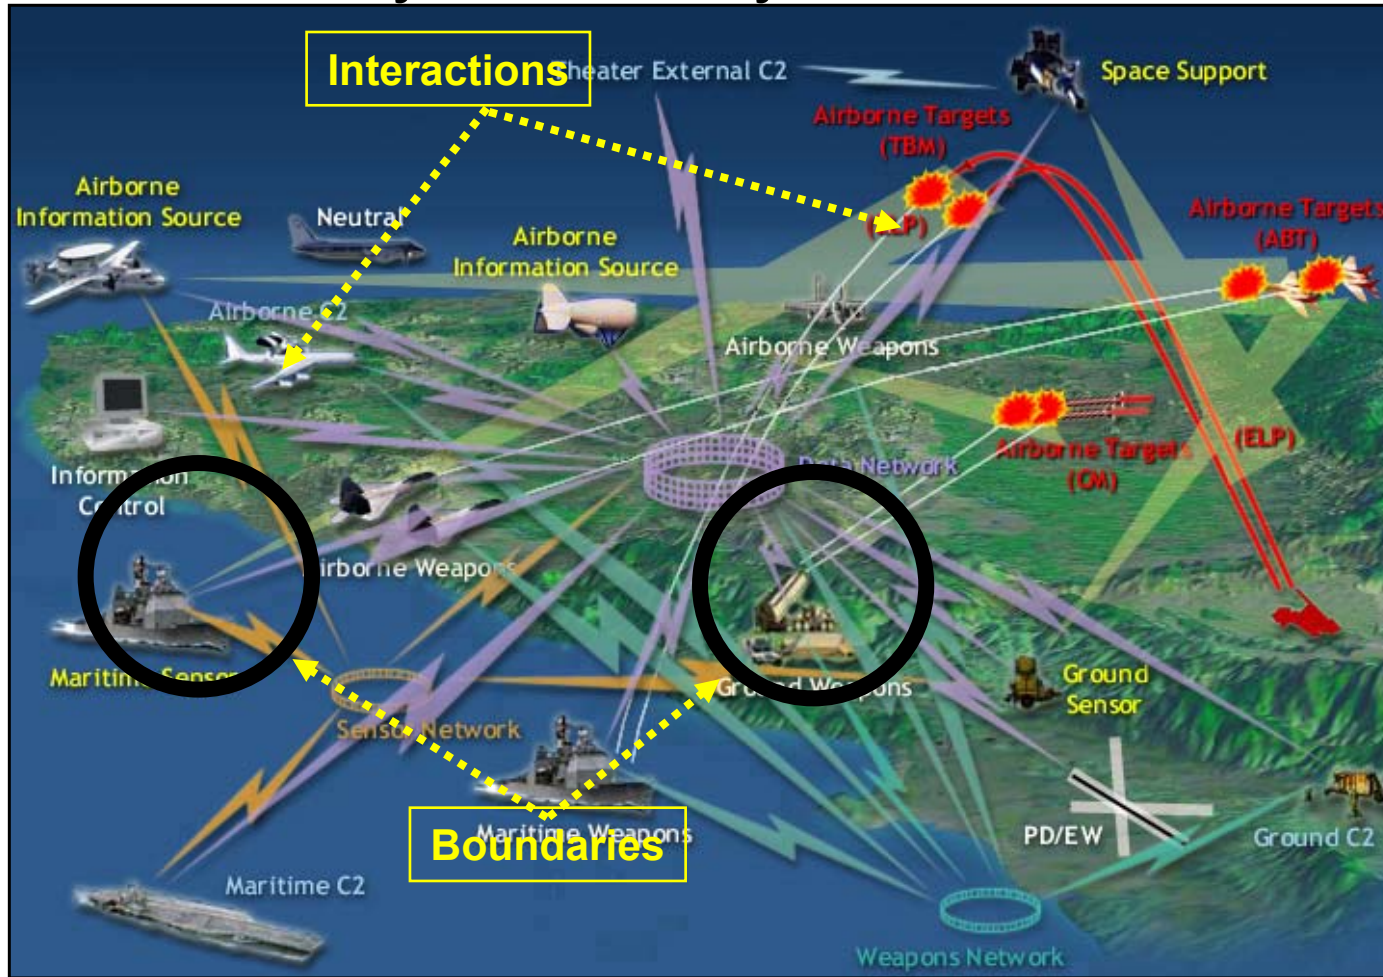 Interactions
Theater External C2
Space Support
Airborne Targets
(TBM)
Airborne
Information Source
Neutral
Airborne
Information Source
(ELP)
Airborne Targets
(ABT)
Airborne C2
Airborne Weapons
Information
Control
Data Network
Airborne Targets
(CM)
(ELP)
Airborne Weapons
Maritime Sensor
Ground Weapons
Ground
Sensor
Sensor Network
Maritime Weapons
Boundaries
PD/EW
Ground C2
Maritime C2
Weapons Network